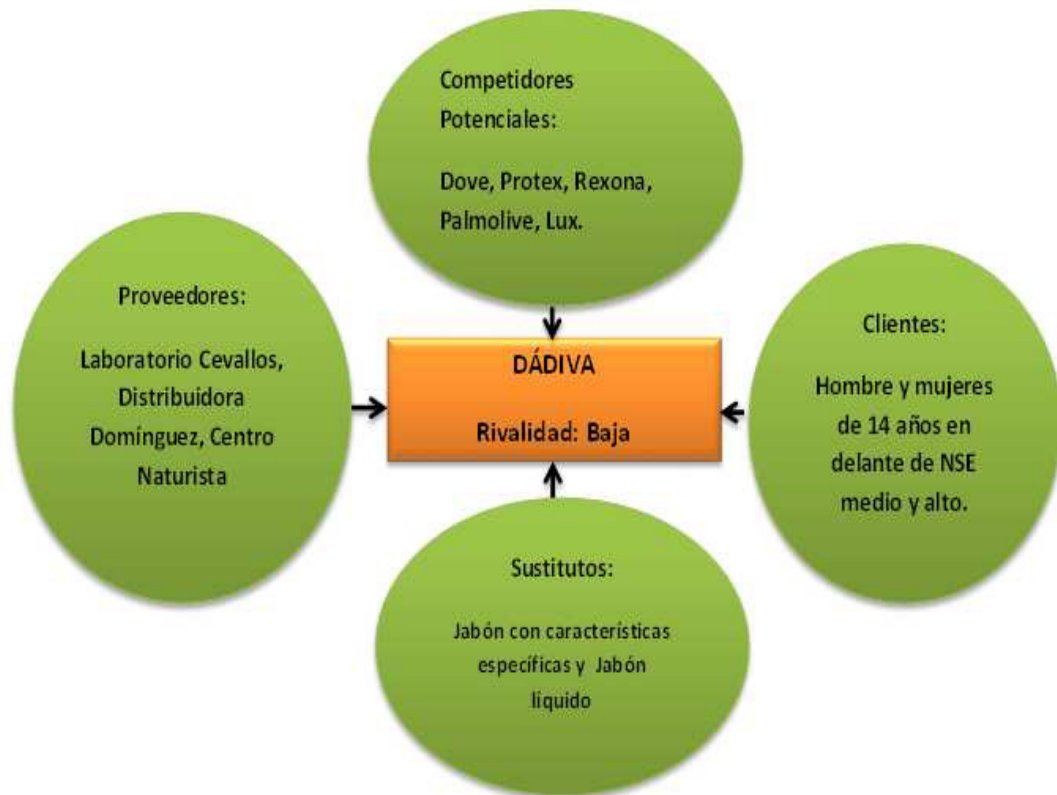 Competidores
Potenciales:
Dove, Protex, Rexona,
Palmolive, Lux.
Proveedores:
Laboratorio Cevallos,
Distribuidora
Domínguez, Centro
Naturista
DÁDIVA
Rivalidad: Baja
Clientes:
Hombre y mujeres
de 14 años en
delante de NSE
medio y alto.
Sustitutos:
Jabón con características
específicas y Jabón
líquido